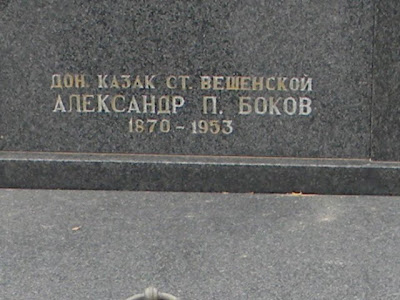 ДОН. КАЗАК СТ. ВЕШЕНСКОЙ
АЛЕКСАНДР П. БОКОВ
1870 - 1953